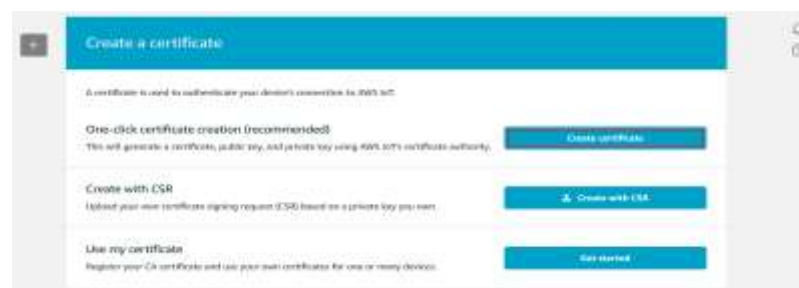 Create a certificate
A certificate is used to authenticate your device's connection to AWS IoT.
One-click certificate creation (recommended)
This will generate a certificate, public key, and private key using AWS IoT's certificate authority.
Create certificate
Create with CSR
Upload your own certificate signing request (CSR) based on a private key you own.
Create with CSR
Use my certificate
Register your CA certificate and use your own certificates for one or many devices.
Get started